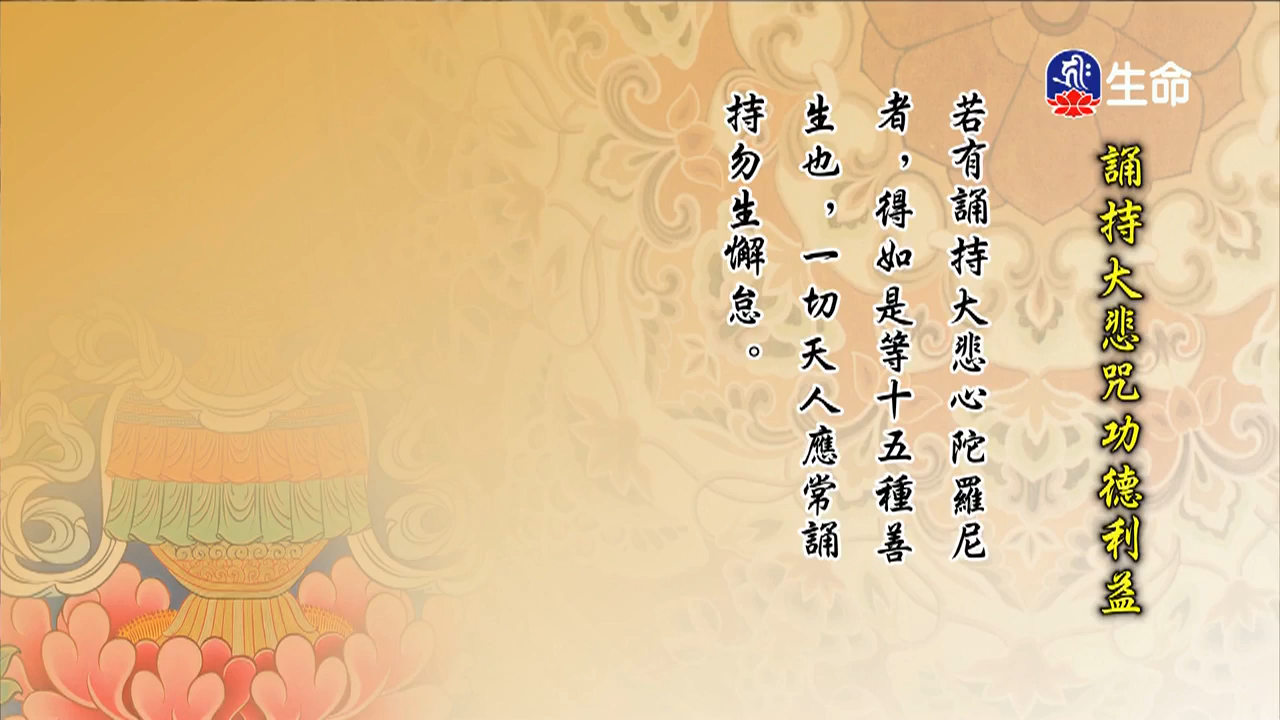 生命
誦持大悲咒功德利益
若有誦持大悲心陀羅尼
者，得如是等十五種善
生也，一切天人應常誦
持勿生懈怠。